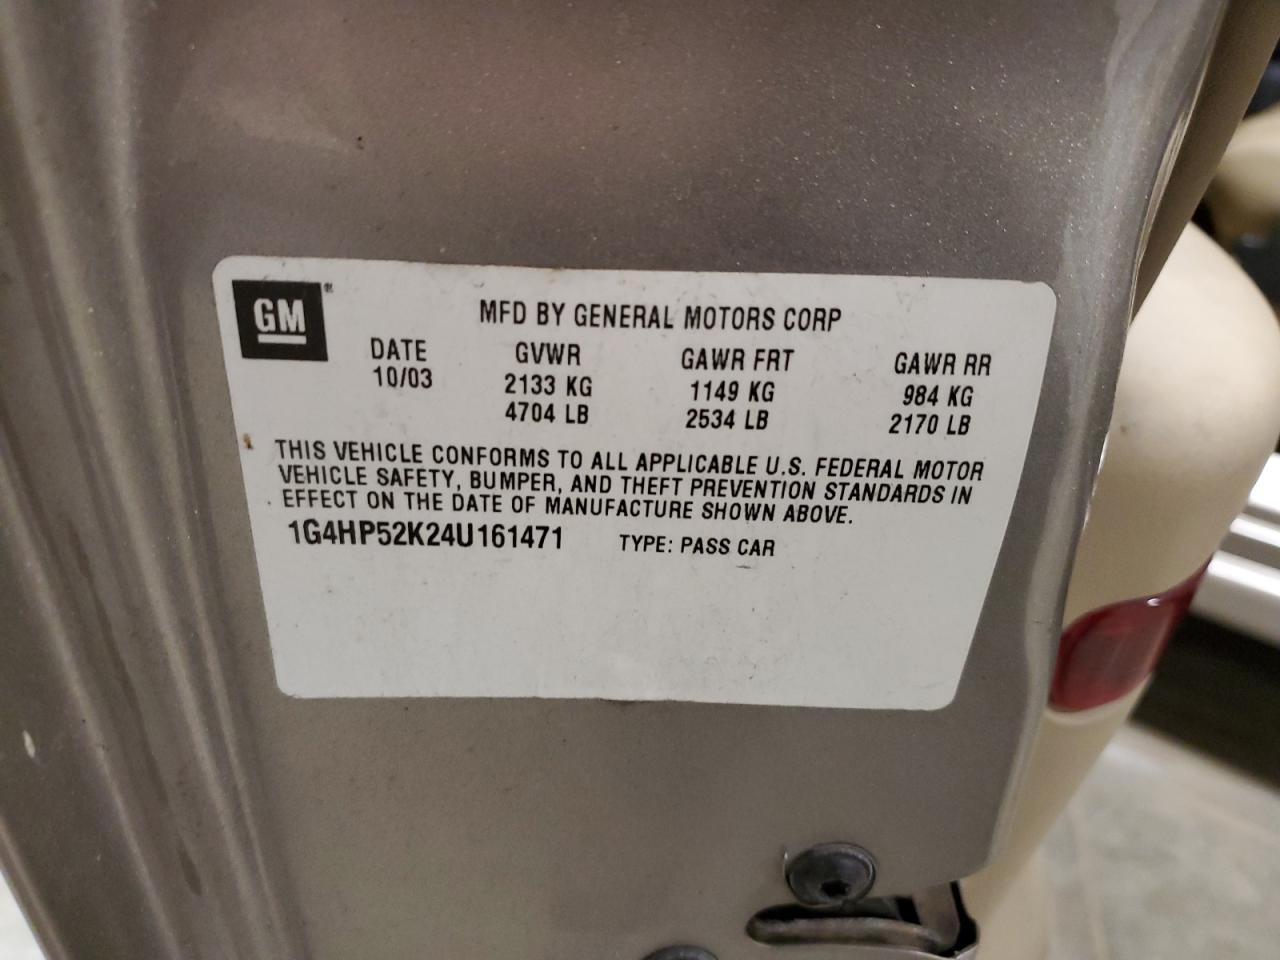 GM®
MFD BY GENERAL MOTORS CORP
DATE GVWR GAWR FRT GAWR RR
10/03 2133 KG 1149 KG 984 KG
4704 LB 2534 LB 2170 LB
THIS VEHICLE CONFORMS TO ALL APPLICABLE U.S. FEDERAL MOTOR
VEHICLE SAFETY, BUMPER, AND THEFT PREVENTION STANDARDS IN
EFFECT ON THE DATE OF MANUFACTURE SHOWN ABOVE.
1G4HP52K24U161471 TYPE: PASS CAR